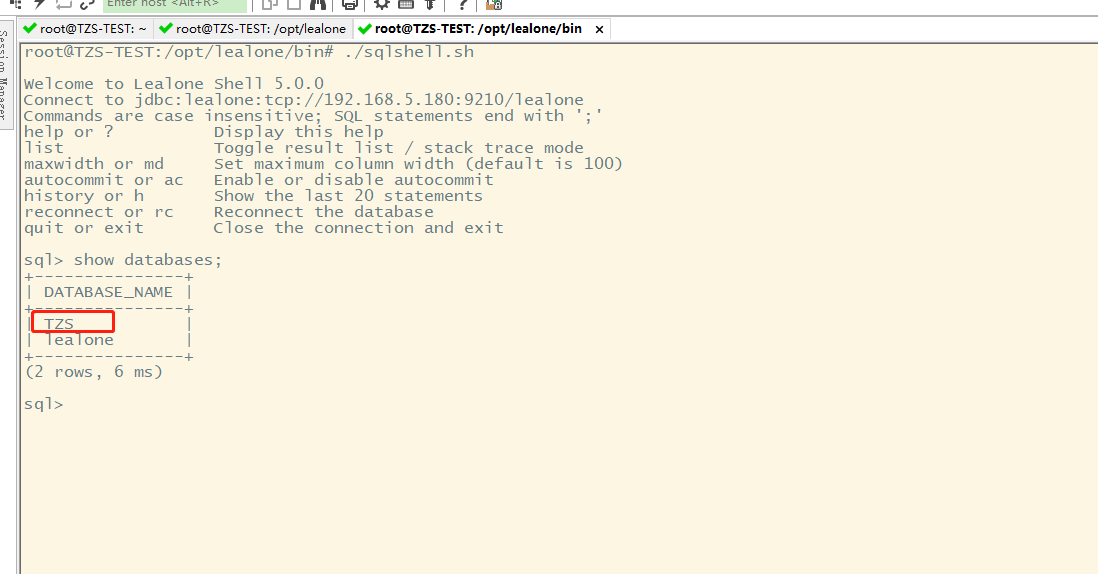 Enter host <Alt+R>
Session Manager
root@TZS-TEST: ~ root@TZS-TEST: /opt/lealone root@TZS-TEST: /opt/lealone/bin ×
root@TZS-TEST:/opt/lealone/bin# ./sqlshell.sh
Welcome to Lealone Shell 5.0.0
Connect to jdbc:lealone:tcp://192.168.5.180:9210/lealone
Commands are case insensitive; SQL statements end with ';'
help or ? Display this help
list Toggle result list / stack trace mode
maxwidth or md Set maximum column width (default is 100)
autocommit or ac Enable or disable autocommit
history or h Show the last 20 statements
reconnect or rc Reconnect the database
quit or exit Close the connection and exit
sql> show databases;
+---------------+
| DATABASE_NAME |
+---------------+
| TZS |
| lealone |
+---------------+
(2 rows, 6 ms)
sql>